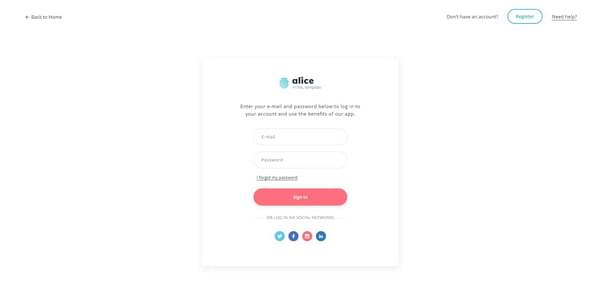 ← Back to Home
Don't have an account?
Register
Need help?
alice
HTML template
Enter your e-mail and password below to log in to
your account and use the benefits of our app.
E-mail
Password
I forgot my password
Sign in
OR LOG IN VIA SOCIAL NETWORKS